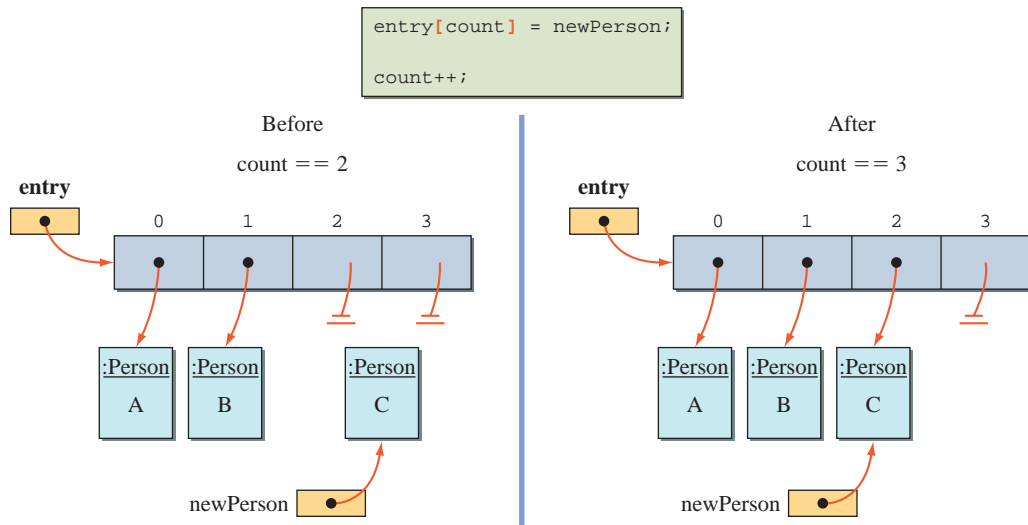 entry[count] = newPerson;
count++;
Before
count == 2
entry
0 1 2 3
:Person
A
:Person
B
:Person
C
newPerson
After
count == 3
entry
0 1 2 3
:Person
A
:Person
B
:Person
C
newPerson